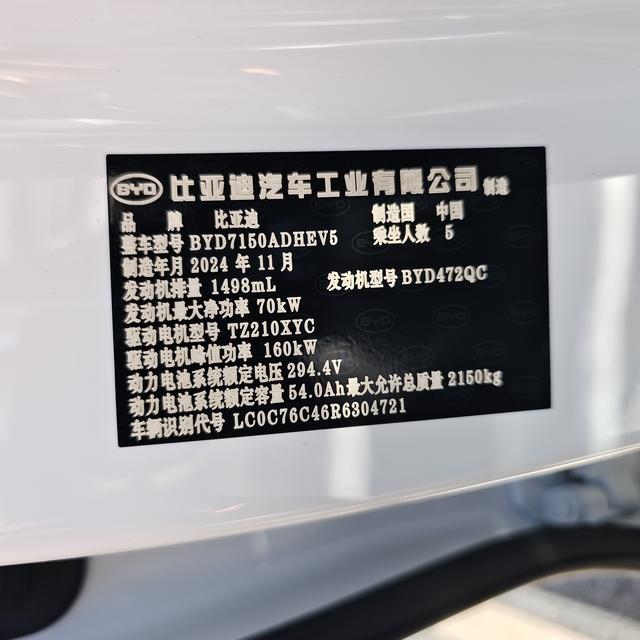 BYD 比亚迪汽车工业有限公司 制造
品 牌 比亚迪 制造国 中国
整车型号 BYD7150ADHEV5 乘坐人数 5
制造年月 2024 年 11 月
发动机排量 1498mL 发动机型号 BYD472QC
发动机最大净功率 70kW
驱动电机型号 TZ210XYC
驱动电机峰值功率 160kW
动力电池系统额定电压 294.4V
动力电池系统额定容量 54.0Ah 最大允许总质量 2150kg
车辆识别代号 LC0C76C46R6304721